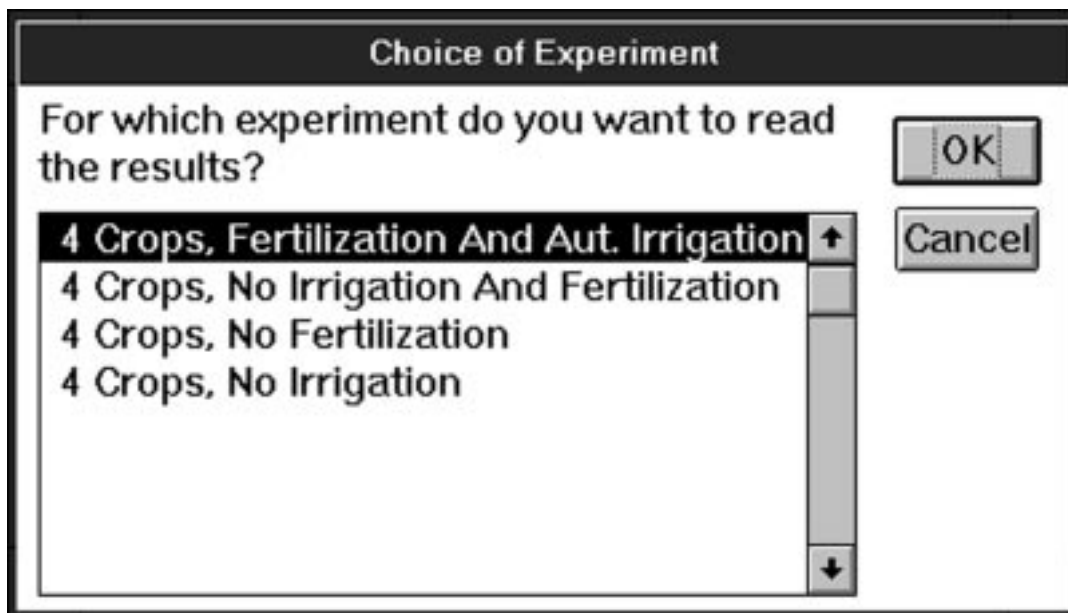 Choice of Experiment
For which experiment do you want to read
the results?
OK
Cancel
4 Crops, Fertilization And Aut. Irrigation
4 Crops, No Irrigation And Fertilization
4 Crops, No Fertilization
4 Crops, No Irrigation